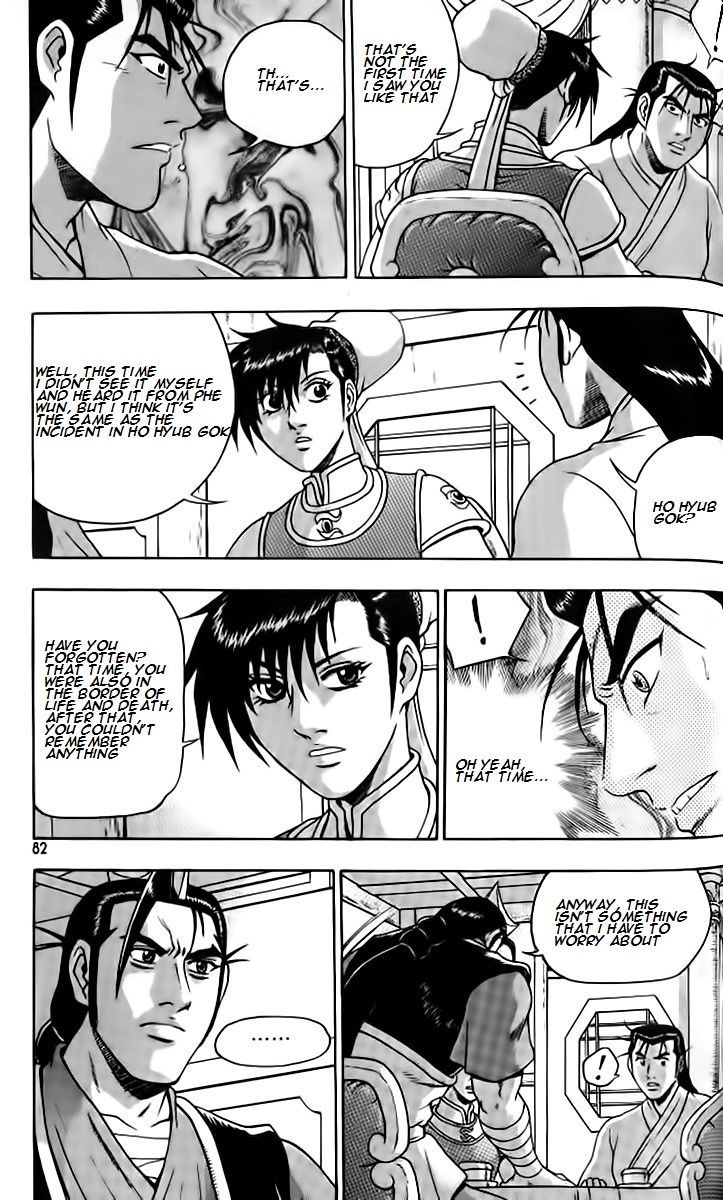 TH...
THAT'S...
THAT'S
NOT THE
FIRST TIME
I SAW YOU
LIKE THAT
!
WELL, THIS TIME
I DIDN'T SEE IT MYSELF
AND HEARD IT FROM PHE
WUN, BUT I THINK IT'S
THE SAME AS THE
INCIDENT IN HO HYUB GOK
HO HYUB
GOK?
HAVE YOU
FORGOTTEN?
THAT TIME, YOU
WERE ALSO IN
THE BORDER OF
LIFE AND DEATH,
AFTER THAT,
YOU COULDN'T
REMEMBER
ANYTHING
!
OH YEAH,
THAT TIME...
82
......
ANYWAY, THIS
ISN'T SOMETHING
THAT I HAVE TO
WORRY ABOUT
!